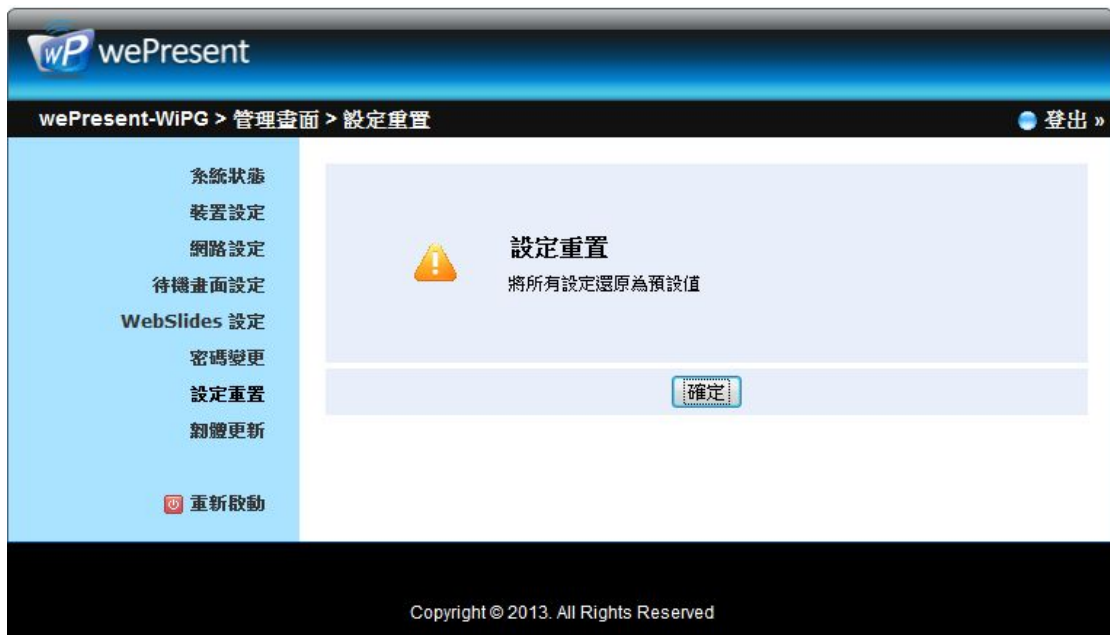 wP wePresent
wePresent-WiPG > 管理畫面 > 設定重置
登出 »
系統狀態
裝置設定
網路設定
待機畫面設定
WebSlides 設定
密碼變更
設定重置
韌體更新
重新啟動
設定重置
將所有設定還原為預設值
確定
Copyright © 2013. All Rights Reserved